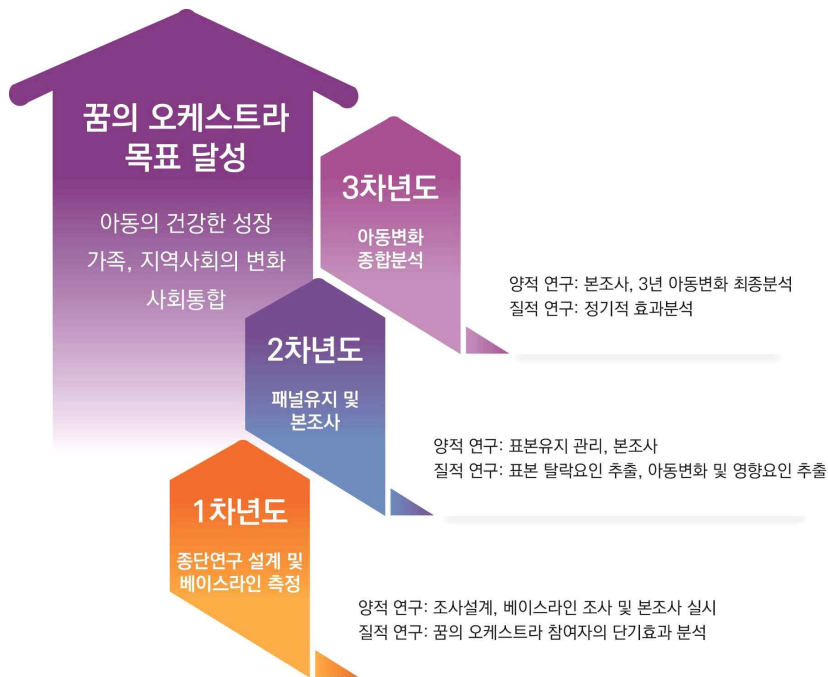 꿈의 오케스트라
목표 달성
아동의 건강한 성장
가족, 지역사회의 변화
사회통합
3차년도
아동변화
종합분석
양적 연구: 본조사, 3년 아동변화 최종분석
질적 연구: 정기적 효과분석
2차년도
패널유지 및
본조사
양적 연구: 표본유지 관리, 본조사
질적 연구: 표본 탈락요인 추출, 아동변화 및 영향요인 추출
1차년도
종단연구 설계 및
베이스라인 측정
양적 연구: 조사설계, 베이스라인 조사 및 본조사 실시
질적 연구: 꿈의 오케스트라 참여자의 단기효과 분석